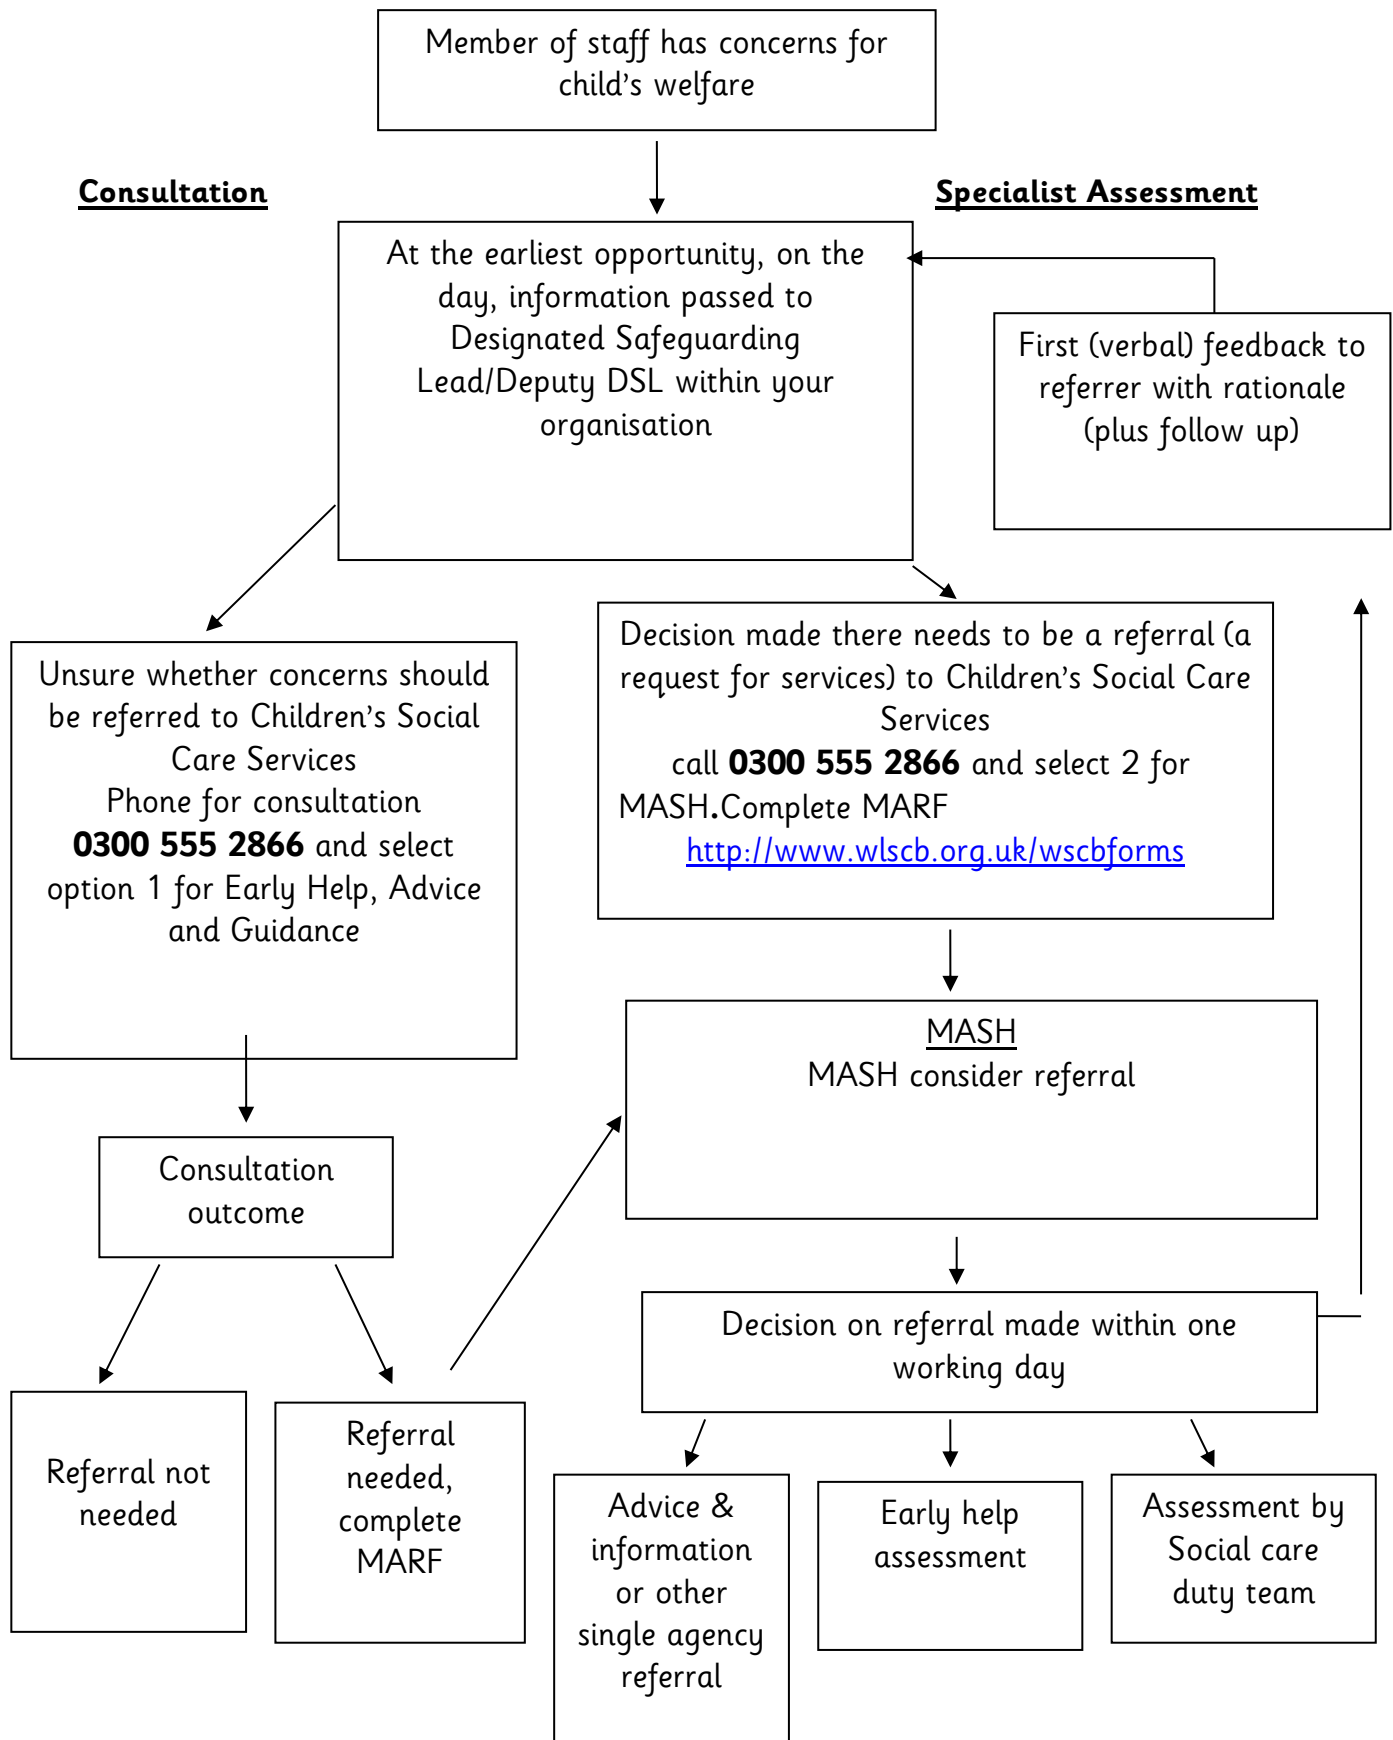 Member of staff has concerns for
child's welfare
Consultation
Specialist Assessment
At the earliest opportunity, on the
day, information passed to
Designated Safeguarding
Lead/Deputy DSL within your
organisation
First (verbal) feedback to
referrer with rationale
(plus follow up)
Unsure whether concerns should
be referred to Children's Social
Care Services
Phone for consultation
0300 555 2866 and select
option 1 for Early Help, Advice
and Guidance
Decision made there needs to be a referral (a
request for services) to Children's Social Care
Services
call 0300 555 2866 and select 2 for
MASH.Complete MARF
http://www.wlscb.org.uk/wscbforms
MASH
MASH consider referral
Consultation
outcome
Decision on referral made within one
working day
Referral not
needed
Referral
needed,
complete
MARF
Advice &
information
or other
single agency
referral
Early help
assessment
Assessment by
Social care
duty team